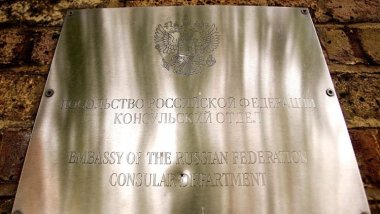 ПОСОЛЬСТВО РОССИЙСКОЙ ФЕДЕРАЦИИ
КОНСУЛЬСКИЙ ОТДЕЛ
EMBASSY OF THE RUSSIAN FEDERATION
CONSULAR DEPARTMENT